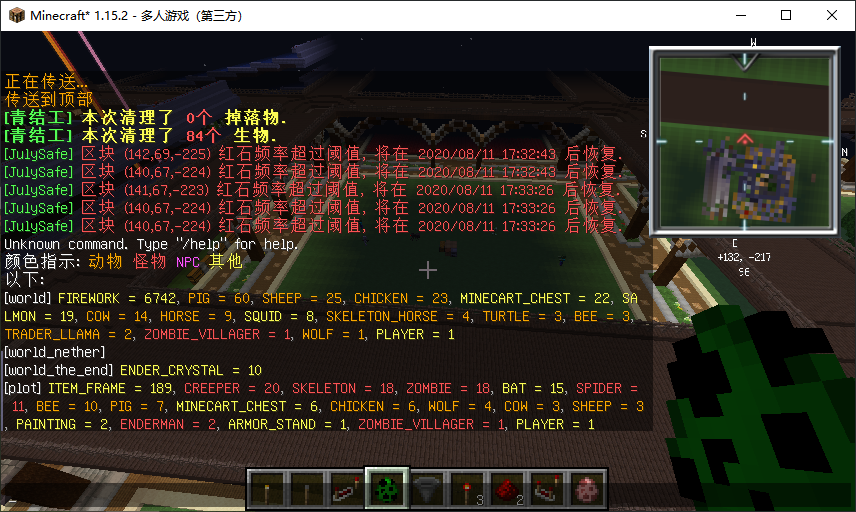 Minecraft* 1.15.2 - 多人游戏（第三方）
W
正在传送...
传送到顶部
[青结工] 本次清理了 0个 掉落物.
[青结工] 本次清理了 84个 生物.
S
N
[JulySafe] 区块 (142,69,-225) 红石频率超过阈值, 将在 2020/08/11 17:32:43 后恢复.
[JulySafe] 区块 (140,67,-224) 红石频率超过阈值, 将在 2020/08/11 17:32:43 后恢复.
[JulySafe] 区块 (141,67,-223) 红石频率超过阈值, 将在 2020/08/11 17:33:26 后恢复.
[JulySafe] 区块 (140,67,-224) 红石频率超过阈值, 将在 2020/08/11 17:33:26 后恢复.
[JulySafe] 区块 (140,67,-224) 红石频率超过阈值, 将在 2020/08/11 17:33:26 后恢复.
Unknown command. Type "/help" for help.
E
颜色指示: 动物 怪物 NPC 其他
+132, -217
96
以下:
[world] FIREWORK = 6742, PIG = 60, SHEEP = 25, CHICKEN = 23, MINECART_CHEST = 22, SA
LMON = 19, COW = 14, HORSE = 9, SQUID = 8, SKELETON_HORSE = 4, TURTLE = 3, BEE = 3,
TRADER_LLAMA = 2, ZOMBIE_VILLAGER = 1, WOLF = 1, PLAYER = 1
[world_nether]
[world_the_end] ENDER_CRYSTAL = 10
[plot] ITEM_FRAME = 189, CREEPER = 20, SKELETON = 18, ZOMBIE = 18, BAT = 15, SPIDER =
11, BEE = 10, PIG = 7, MINECART_CHEST = 6, CHICKEN = 6, WOLF = 4, COW = 3, SHEEP = 3
, PAINTING = 2, ENDERMAN = 2, ARMOR_STAND = 1, ZOMBIE_VILLAGER = 1, PLAYER = 1
3
2
_